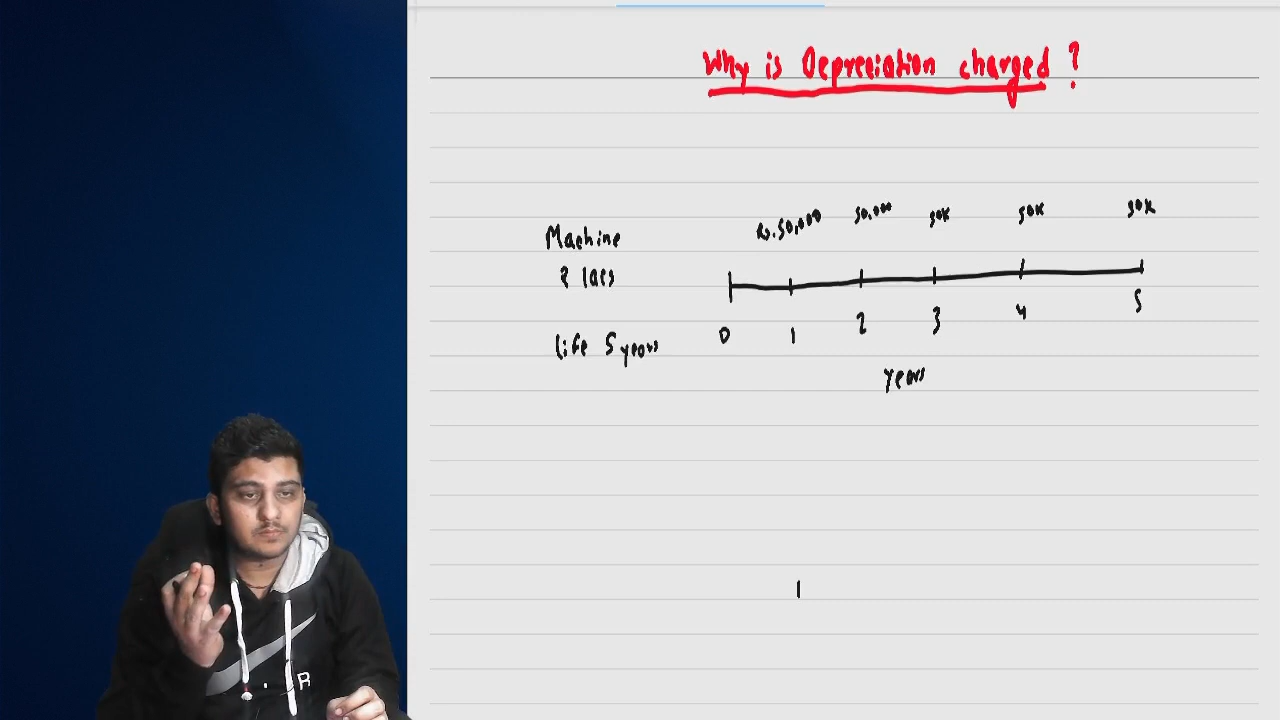 Why is Depreciation charged ?
Rs.50,000 50,000 50K 50K 50K
Machine
2 lacs
life 5 years
0 1 2 3 4 5
years
1
R